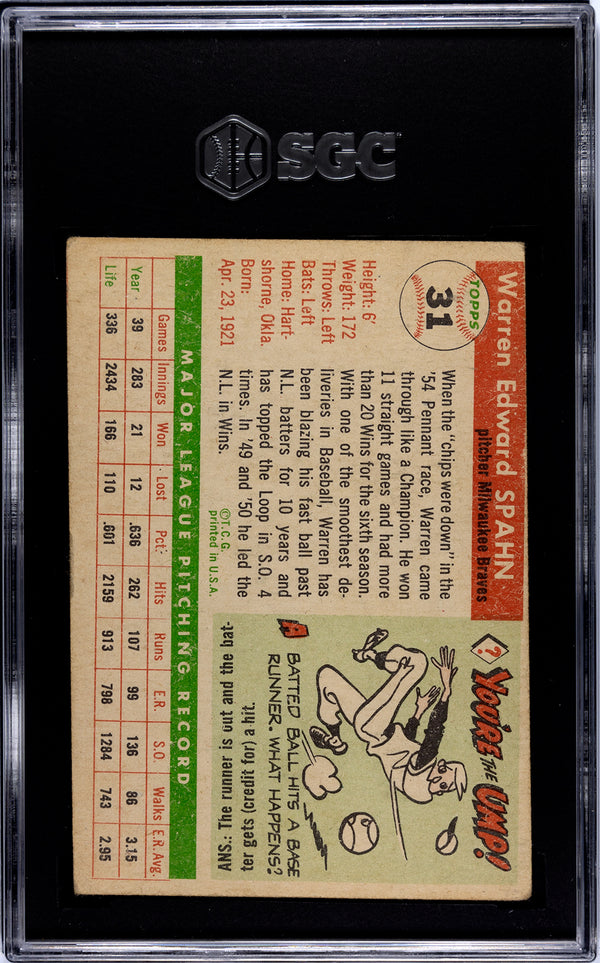 SGC
TOPPS
31
Warren Edward SPAHN
pitcher Milwaukee Braves
Height: 6'
Weight: 172
Throws: Left
Bats: Left
Home: Hart-
shorne, Okla.
Born:
Apr. 23, 1921
When the "chips were down" in the
'54 Pennant race, Warren came
through like a Champion. He won
11 straight games and had more
than 20 Wins for the sixth season.
With one of the smoothest de-
liveries in Baseball, Warren has
been blazing his fast ball past
N.L. batters for 10 years and
has topped the Loop in S.O. 4
times. In '49 and '50 he led the
N.L. in Wins.
©T.C.G.
printed in U.S.A.
? YOU'RE THE UMP!
A BATTED BALL HITS A BASE
RUNNER. WHAT HAPPENS?
ANS.: The runner is out and the bat-
ter gets (credit for) a hit.
MAJOR LEAGUE PITCHING RECORD
Games Innings Won Lost Pct. Hits Runs E.R. S.O. Walks E.R.Avg.
Year 39 283 21 12 .636 262 107 99 136 86 3.15
Life 336 2434 166 110 .601 2159 913 798 1284 743 2.95